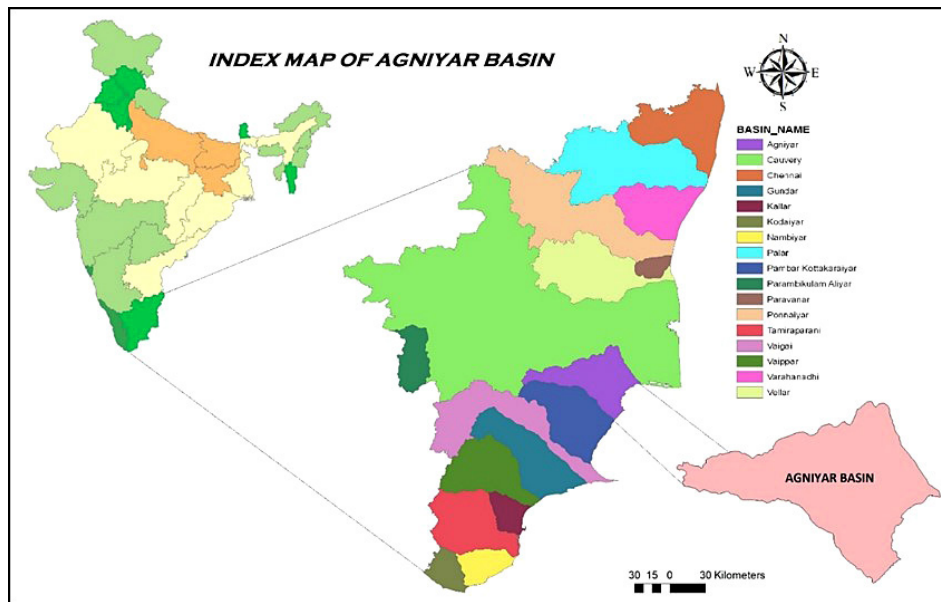 INDEX MAP OF AGNIYAR BASIN
N
W E
S
BASIN_NAME
Agniyar
Cauvery
Chennai
Gundar
Kallar
Kodaiyar
Nambiyar
Palar
Pambar Kottakaraiyar
Parambikulam Aliyar
Paravanar
Ponnaiyar
Tamiraparani
Vaigai
Vaippar
Varahanadhi
Vellar
AGNIYAR BASIN
30 15 0 30 Kilometers